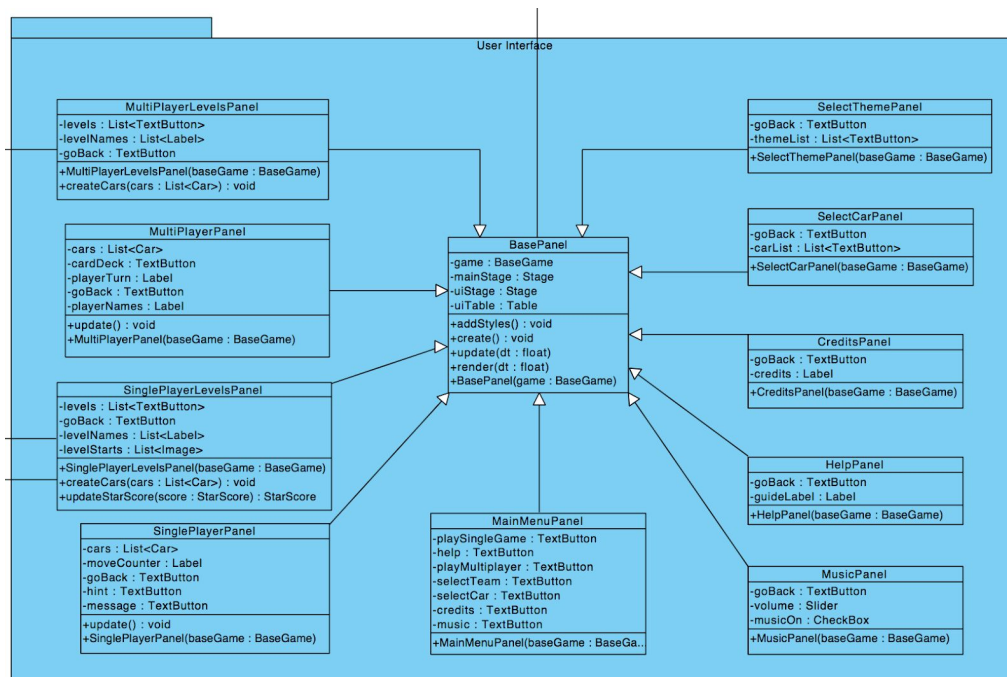 User Interface
MultiPlayerLevelsPanel
-levels : List<TextButton>
-levelNames : List<Label>
-goBack : TextButton
+MultiPlayerLevelsPanel(baseGame : BaseGame)
+createCars(cars : List<Car>) : void
MultiPlayerPanel
-cars : List<Car>
-cardDeck : TextButton
-playerTurn : Label
-goBack : TextButton
-playerNames : Label
+update() : void
+MultiPlayerPanel(baseGame : BaseGame)
SinglePlayerLevelsPanel
-levels : List<TextButton>
-goBack : TextButton
-levelNames : List<Label>
-levelStarts : List<Image>
+SinglePlayerLevelsPanel(baseGame : BaseGame)
+createCars(cars : List<Car>) : void
+updateStarScore(score : StarScore) : StarScore
SinglePlayerPanel
-cars : List<Car>
-moveCounter : Label
-goBack : TextButton
-hint : TextButton
-message : TextButton
+update() : void
+SinglePlayerPanel(baseGame : BaseGame)
BasePanel
-game : BaseGame
-mainStage : Stage
-uiStage : Stage
-uiTable : Table
+addStyles() : void
+create() : void
+update(dt : float)
+render(dt : float)
+BasePanel(game : BaseGame)
MainMenuPanel
-playSingleGame : TextButton
-help : TextButton
-playMultiplayer : TextButton
-selectTeam : TextButton
-selectCar : TextButton
-credits : TextButton
-music : TextButton
+MainMenuPanel(baseGame : BaseGa...
SelectThemePanel
-goBack : TextButton
-themeList : List<TextButton>
+SelectThemePanel(baseGame : BaseGame)
SelectCarPanel
-goBack : TextButton
-carList : List<TextButton>
+SelectCarPanel(baseGame : BaseGame)
CreditsPanel
-goBack : TextButton
-credits : Label
+CreditsPanel(baseGame : BaseGame)
HelpPanel
-goBack : TextButton
-guideLabel : Label
+HelpPanel(baseGame : BaseGame)
MusicPanel
-goBack : TextButton
-volume : Slider
-musicOn : CheckBox
+MusicPanel(baseGame : BaseGame)